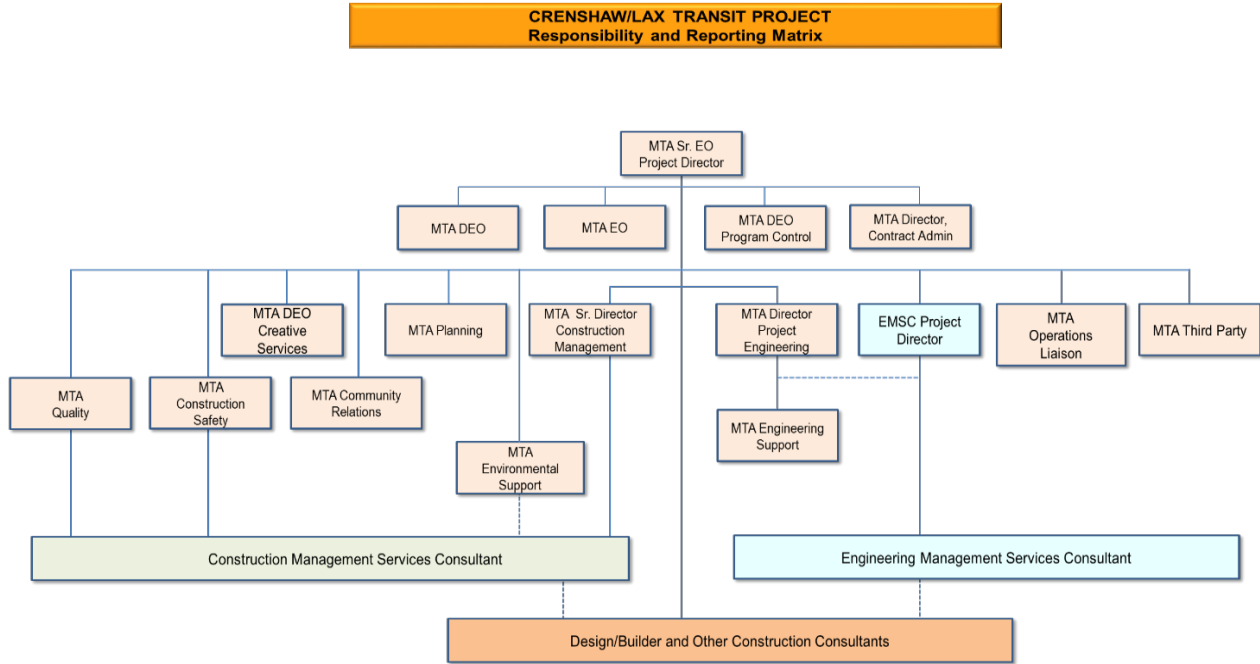 CRENSHAW/LAX TRANSIT PROJECT
Responsibility and Reporting Matrix
MTA Sr. EO
Project Director
MTA DEO
MTA EO
MTA DEO
Program Control
MTA Director,
Contract Admin
MTA DEO
Creative
Services
MTA Planning
MTA Sr. Director
Construction
Management
MTA Director
Project
Engineering
EMSC Project
Director
MTA
Operations
Liaison
MTA Third Party
MTA
Quality
MTA
Construction
Safety
MTA Community
Relations
MTA Engineering
Support
MTA
Environmental
Support
Construction Management Services Consultant
Engineering Management Services Consultant
Design/Builder and Other Construction Consultants